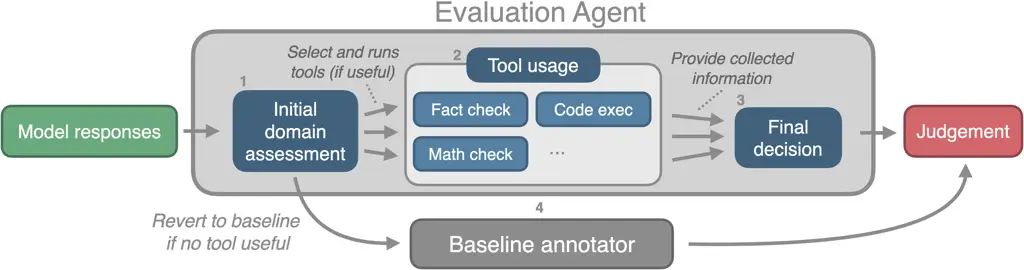 Evaluation Agent
Model responses
1
Initial
domain
assessment
Select and runs
tools (if useful)
2
Tool usage
Fact check
Code exec
Math check
...
Provide collected
information
3
Final
decision
Judgement
Revert to baseline
if no tool useful
4
Baseline annotator